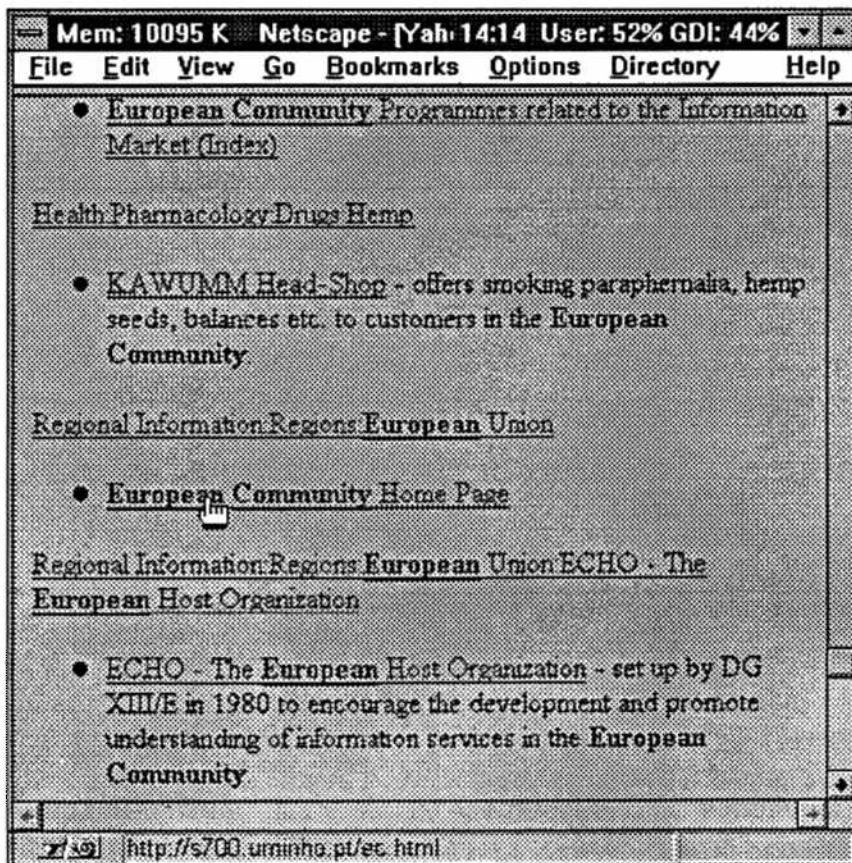 Mem: 10095 K Netscape - [Yah 14:14 User: 52% GDI: 44%
File Edit View Go Bookmarks Options Directory Help
European Community Programmes related to the Information
Market (Index)
Health:Pharmacology:Drugs:Hemp
KAWUMM Head-Shop - offers smoking paraphernalia, hemp
seeds, balances etc. to customers in the European
Community.
Regional Information:Regions:European Union
European Community Home Page
Regional Information:Regions:European Union:ECHO - The
European Host Organization
ECHO - The European Host Organization - set up by DG
XIII/E in 1980 to encourage the development and promote
understanding of information services in the European
Community.
http://s700.uminho.pt/ec.html